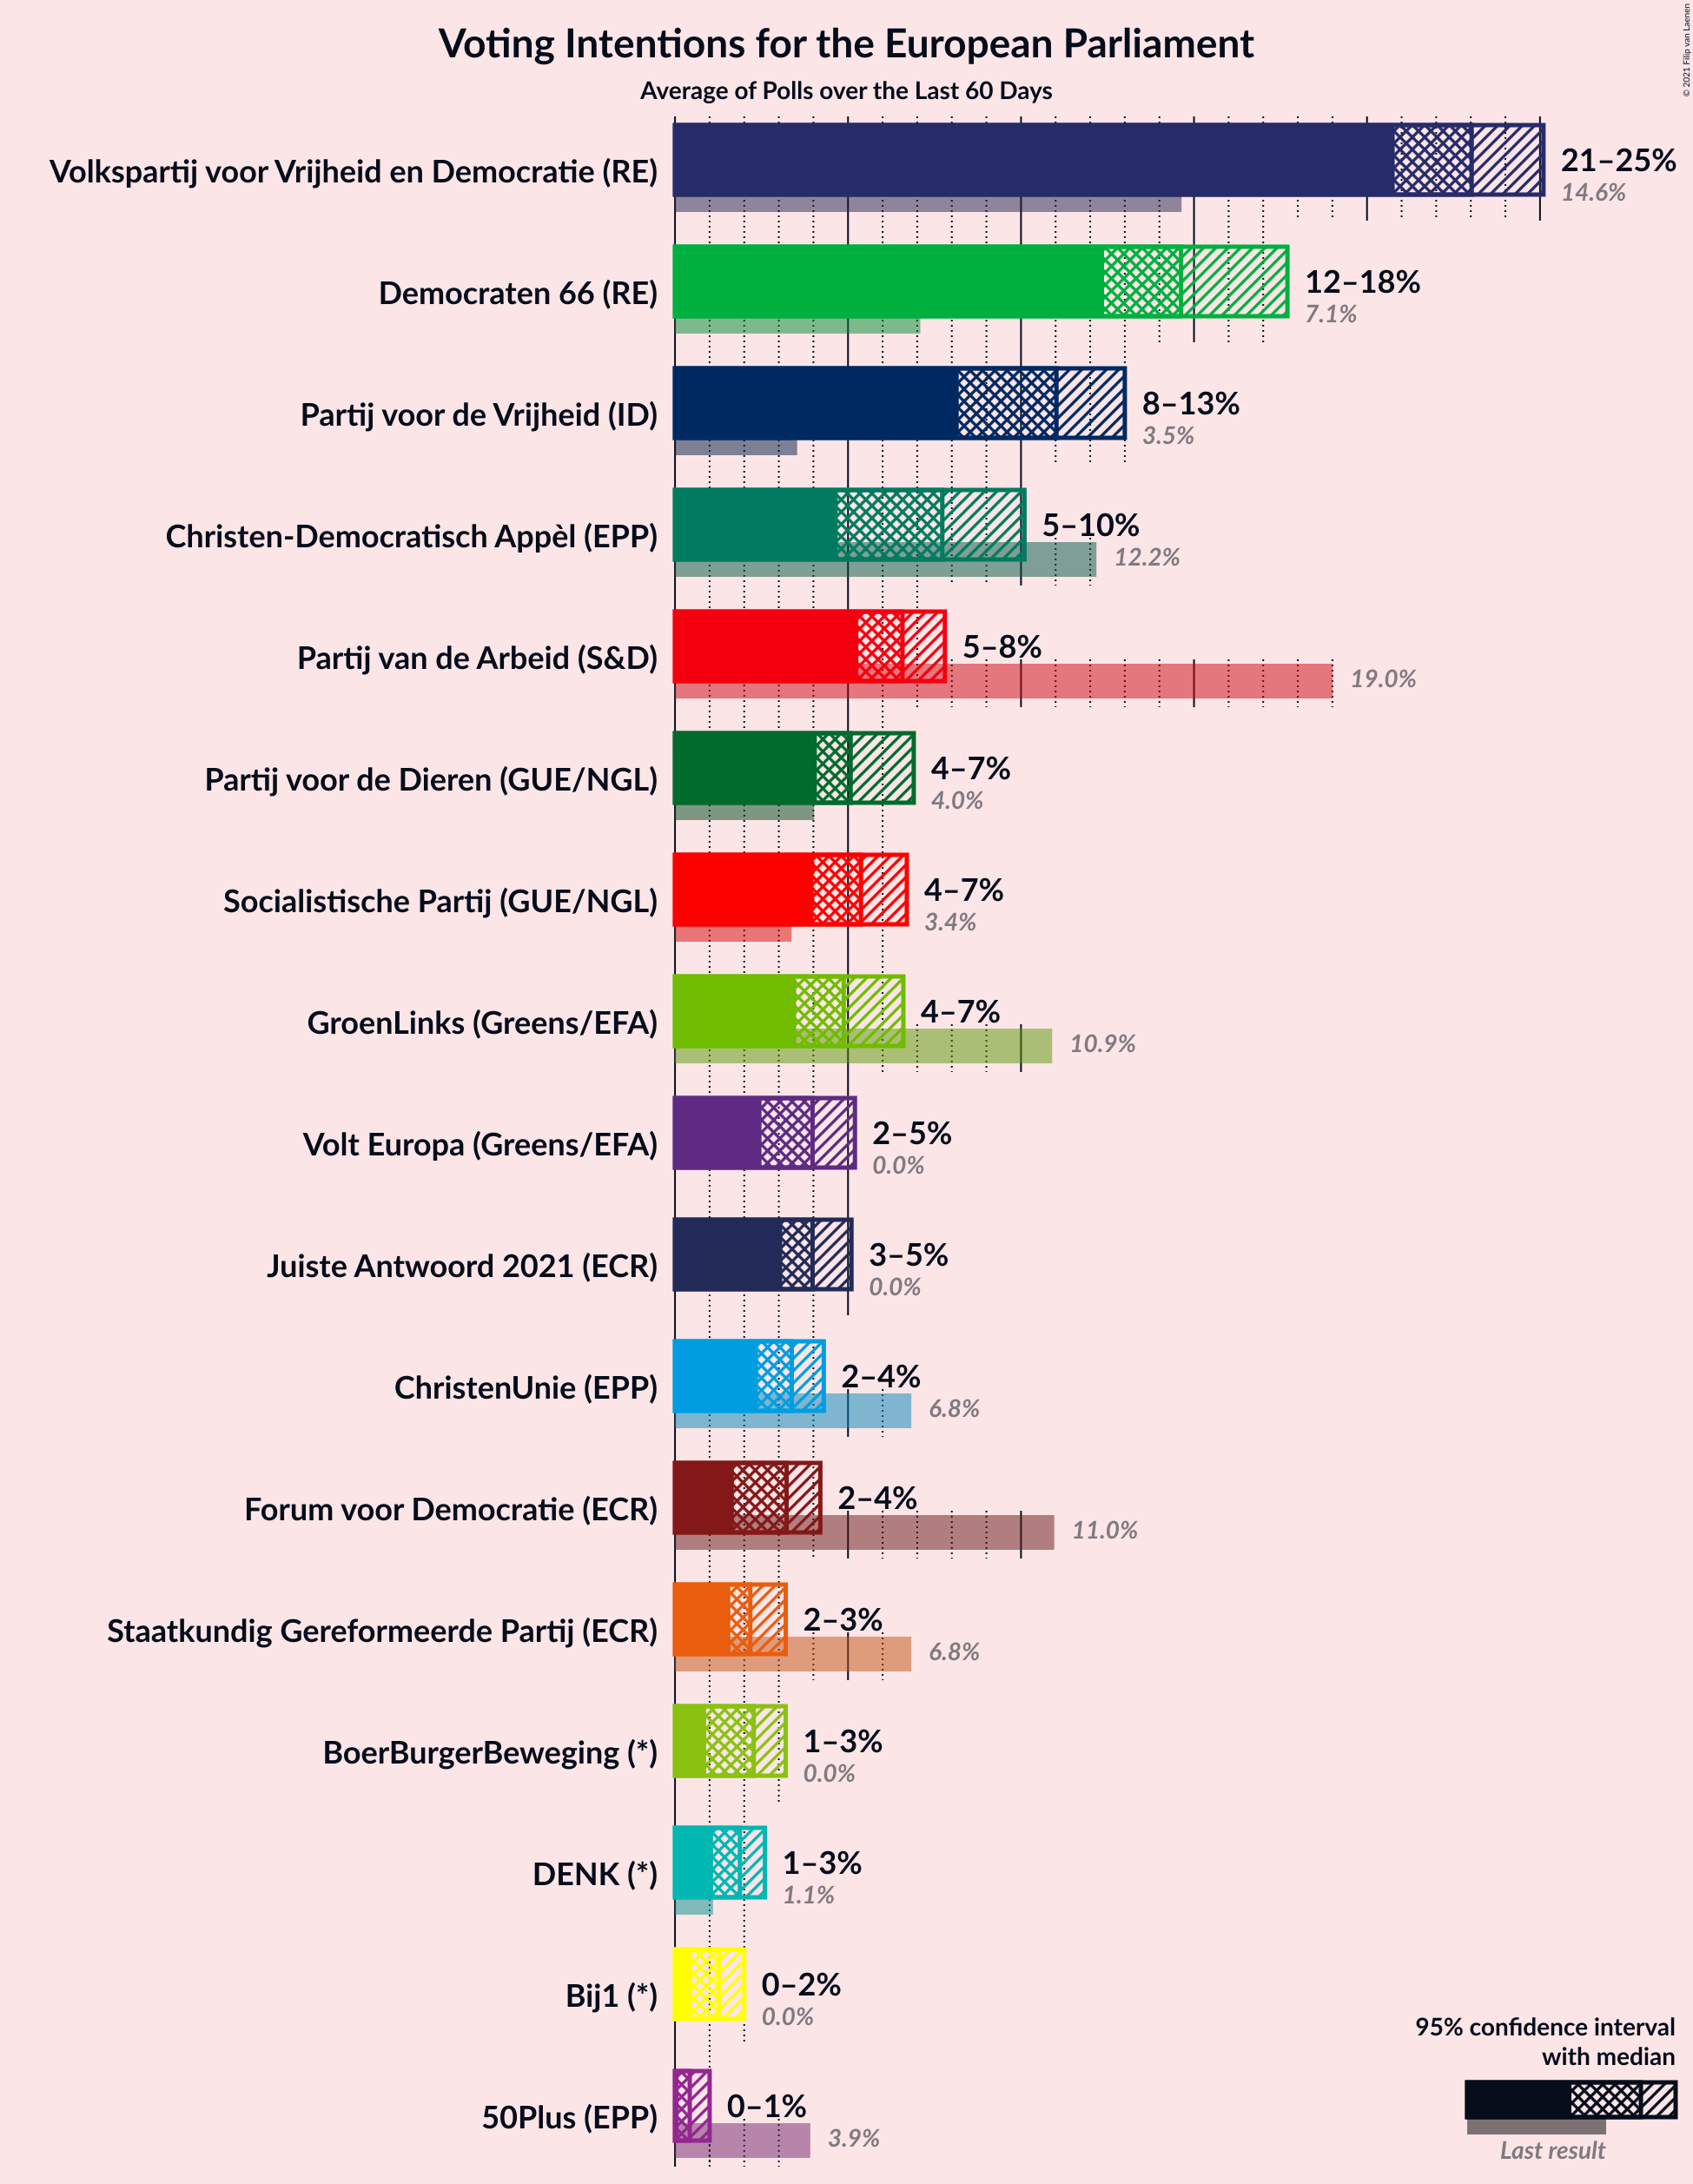 Voting Intentions for the European Parliament
Average of Polls over the Last 60 Days
© 2021 Filip van Laenen
Volkspartij voor Vrijheid en Democratie (RE)
21–25%
14.6%
Democraten 66 (RE)
12–18%
7.1%
Partij voor de Vrijheid (ID)
8–13%
3.5%
Christen-Democratisch Appèl (EPP)
5–10%
12.2%
Partij van de Arbeid (S&D)
5–8%
19.0%
Partij voor de Dieren (GUE/NGL)
4–7%
4.0%
Socialistische Partij (GUE/NGL)
4–7%
3.4%
GroenLinks (Greens/EFA)
4–7%
10.9%
Volt Europa (Greens/EFA)
2–5%
0.0%
Juiste Antwoord 2021 (ECR)
3–5%
0.0%
ChristenUnie (EPP)
2–4%
6.8%
Forum voor Democratie (ECR)
2–4%
11.0%
Staatkundig Gereformeerde Partij (ECR)
2–3%
6.8%
BoerBurgerBeweging (*)
1–3%
0.0%
DENK (*)
1–3%
1.1%
Bij1 (*)
0–2%
0.0%
50Plus (EPP)
0–1%
3.9%
95% confidence interval
with median
Last result